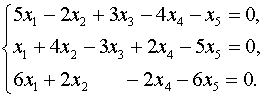 5x₁ − 2x₂ + 3x₃ − 4x₄ − x₅ = 0,
x₁ + 4x₂ − 3x₃ + 2x₄ − 5x₅ = 0,
6x₁ + 2x₂ − 2x₄ − 6x₅ = 0.